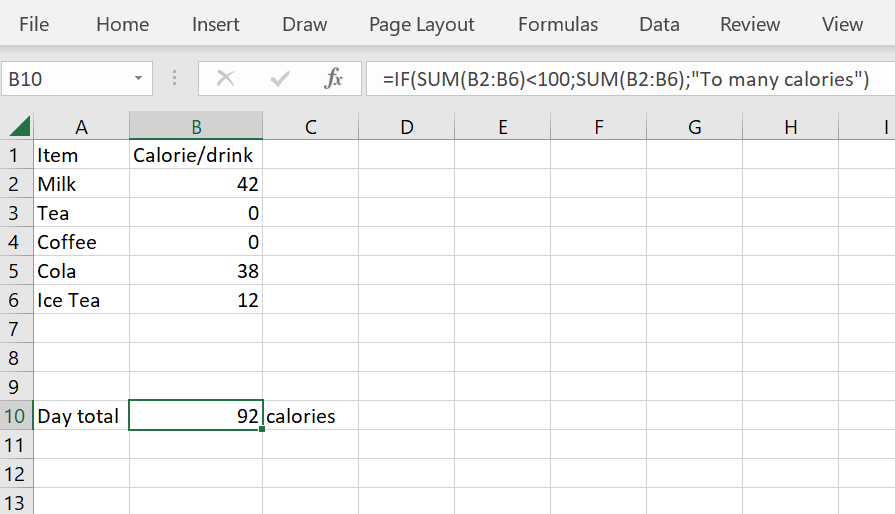 File Home Insert Draw Page Layout Formulas Data Review View
B10 fx =IF(SUM(B2:B6)<100;SUM(B2:B6);"To many calories")
A B C D E F G H I
1 Item Calorie/drink
2 Milk 42
3 Tea 0
4 Coffee 0
5 Cola 38
6 Ice Tea 12
7
8
9
10 Day total 92 calories
11
12
13